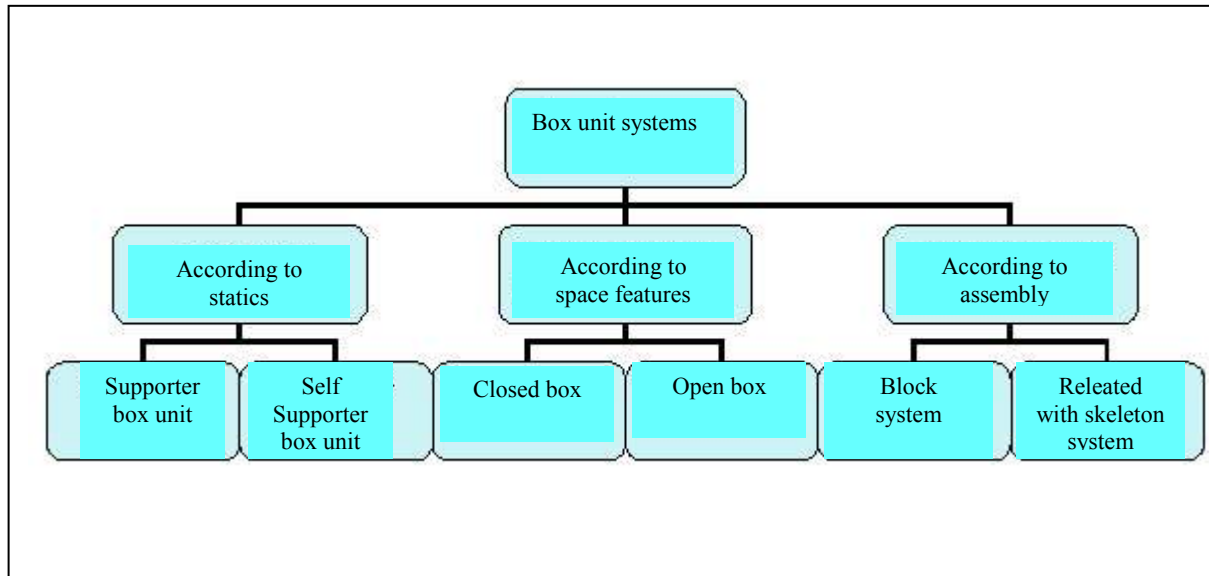 Box unit systems
According to
statics
According to
space features
According to
assembly
Supporter
box unit
Self
Supporter
box unit
Closed box
Open box
Block
system
Releated
with skeleton
system